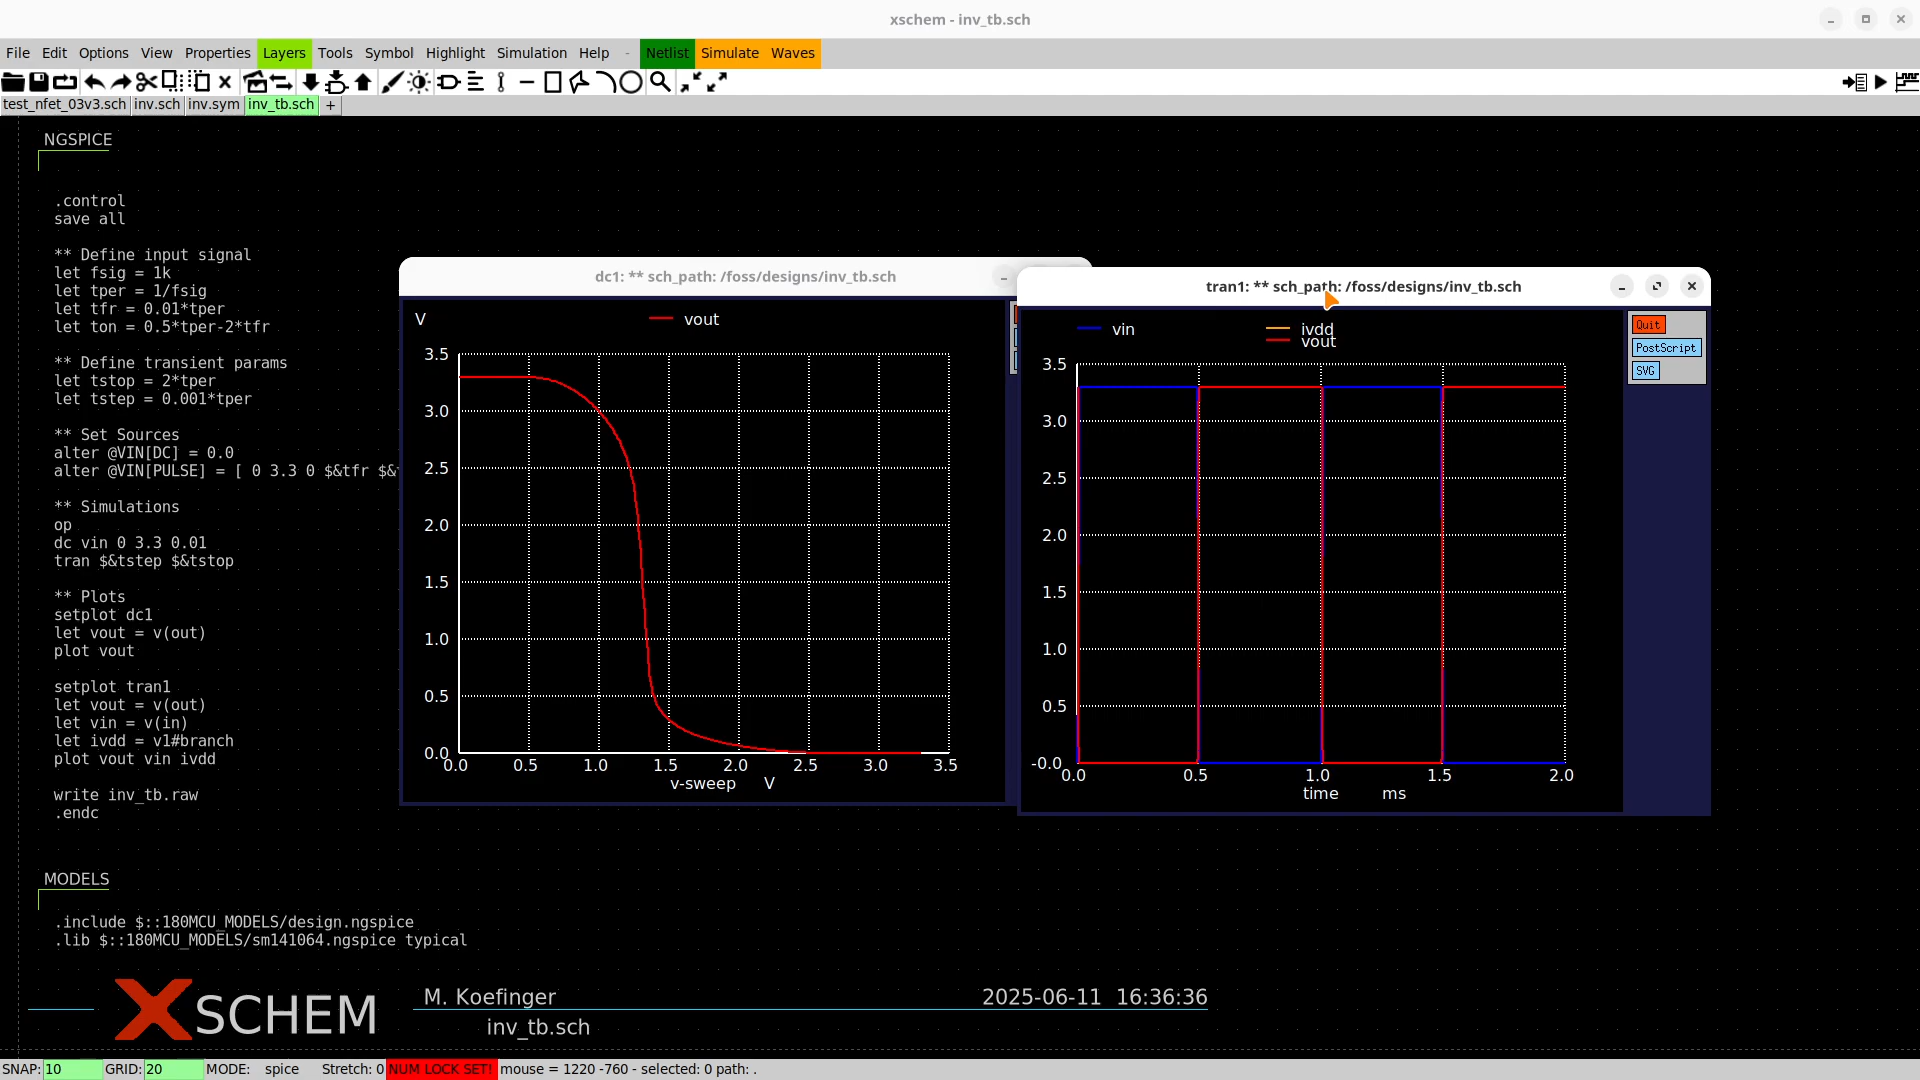 xschem - inv_tb.sch
File Edit Options View Properties Layers Tools Symbol Highlight Simulation Help - Netlist Simulate Waves
test_nfet_03v3.sch inv.sch inv.sym inv_tb.sch +
NGSPICE
.control
save all
** Define input signal
let fsig = 1k
let tper = 1/fsig
let tfr = 0.01*tper
let ton = 0.5*tper-2*tfr
** Define transient params
let tstop = 2*tper
let tstep = 0.001*tper
** Set Sources
alter @VIN[DC] = 0.0
alter @VIN[PULSE] = [ 0 3.3 0 $&tfr $&
** Simulations
op
dc vin 0 3.3 0.01
tran $&tstep $&tstop
** Plots
setplot dc1
let vout = v(out)
plot vout
setplot tran1
let vout = v(out)
let vin = v(in)
let ivdd = v1#branch
plot vout vin ivdd
write inv_tb.raw
.endc
MODELS
.include $::180MCU_MODELS/design.ngspice
.lib $::180MCU_MODELS/sm141064.ngspice typical
dc1: ** sch_path: /foss/designs/inv_tb.sch
V
vout
3.5
3.0
2.5
2.0
1.5
1.0
0.5
0.0
0.0 0.5 1.0 1.5 2.0 2.5 3.0 3.5
v-sweep V
tran1: ** sch_path: /foss/designs/inv_tb.sch
vin ivdd
vout
Quit
PostScript
SVG
3.5
3.0
2.5
2.0
1.5
1.0
0.5
-0.0
0.0 0.5 1.0 1.5 2.0
time ms
XSCHEM
M. Koefinger 2025-06-11 16:36:36
inv_tb.sch
SNAP: 10 GRID: 20 MODE: spice Stretch: 0 NUM LOCK SET! mouse = 1220 -760 - selected: 0 path: .